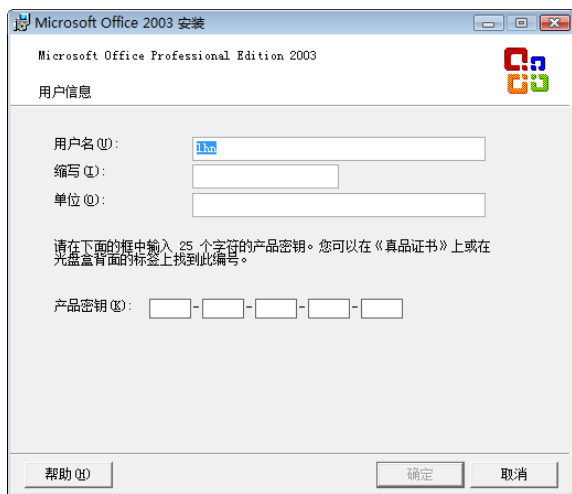 Microsoft Office 2003 安装
Microsoft Office Professional Edition 2003
用户信息
用户名(U):
lhn
缩写(I):
单位(O):
请在下面的框中输入 25 个字符的产品密钥。您可以在《真品证书》上或在
光盘盒背面的标签上找到此编号。
产品密钥(K): - - - -
帮助(H) 确定 取消